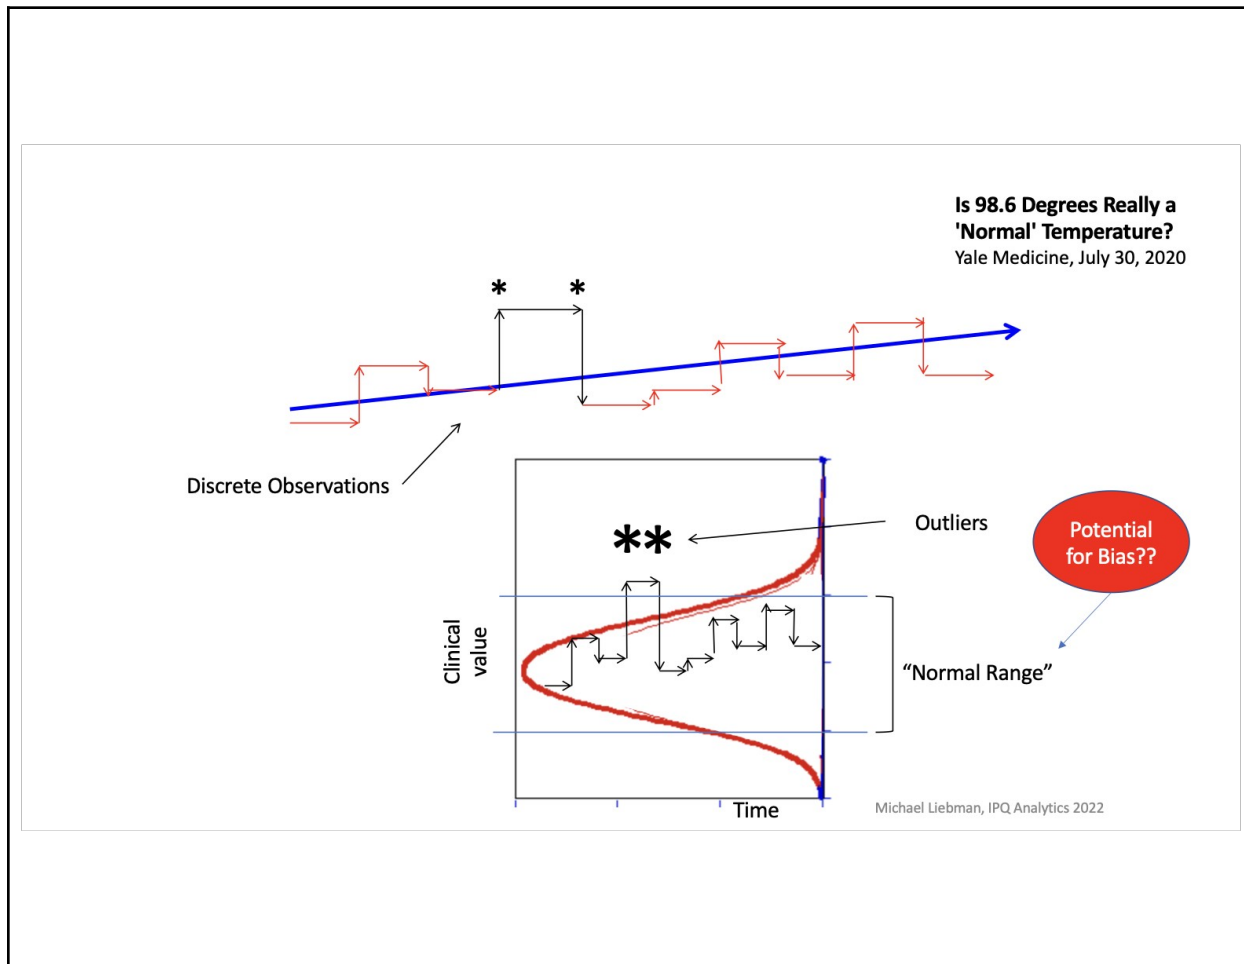 Is 98.6 Degrees Really a
'Normal' Temperature?
Yale Medicine, July 30, 2020
* *
Discrete Observations
**
Outliers
Potential
for Bias??
Clinical
value
“Normal Range”
Time
Michael Liebman, IPQ Analytics 2022